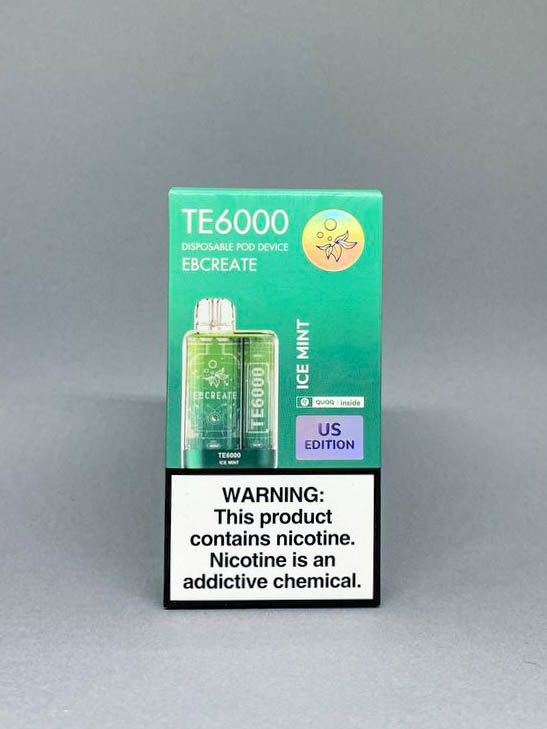 TE6000
DISPOSABLE POD DEVICE
EBCREATE
ICE MINT
EBCREATE
TE6000
TE6000
ICE MINT
QUAQ inside
US
EDITION
WARNING:
This product
contains nicotine.
Nicotine is an
addictive chemical.